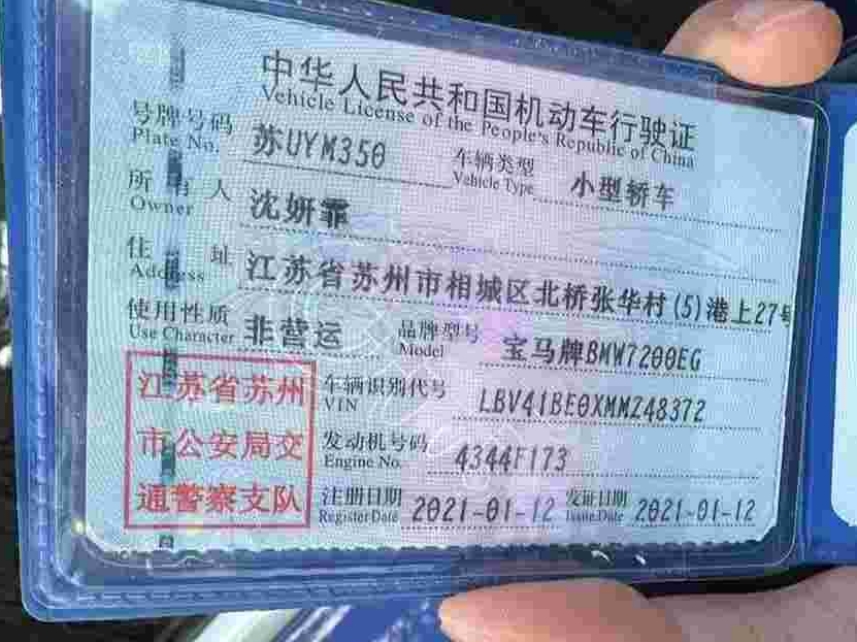 中华人民共和国机动车行驶证
Vehicle License of the People's Republic of China
号牌号码 苏UYM350 车辆类型 小型轿车
Plate No. Vehicle Type
所有人 沈妍霏
Owner
住址 江苏省苏州市相城区北桥张华村(5)港上27号
Address
使用性质 非营运 品牌型号 宝马牌BMW7200EG
Use Character Model
江苏省苏州
市公安局交
通警察支队
车辆识别代号 LBV41BE0XMMZ48372
VIN
发动机号码 4344F173
Engine No.
注册日期 2021-01-12 发证日期 2021-01-12
Register Date Issue Date